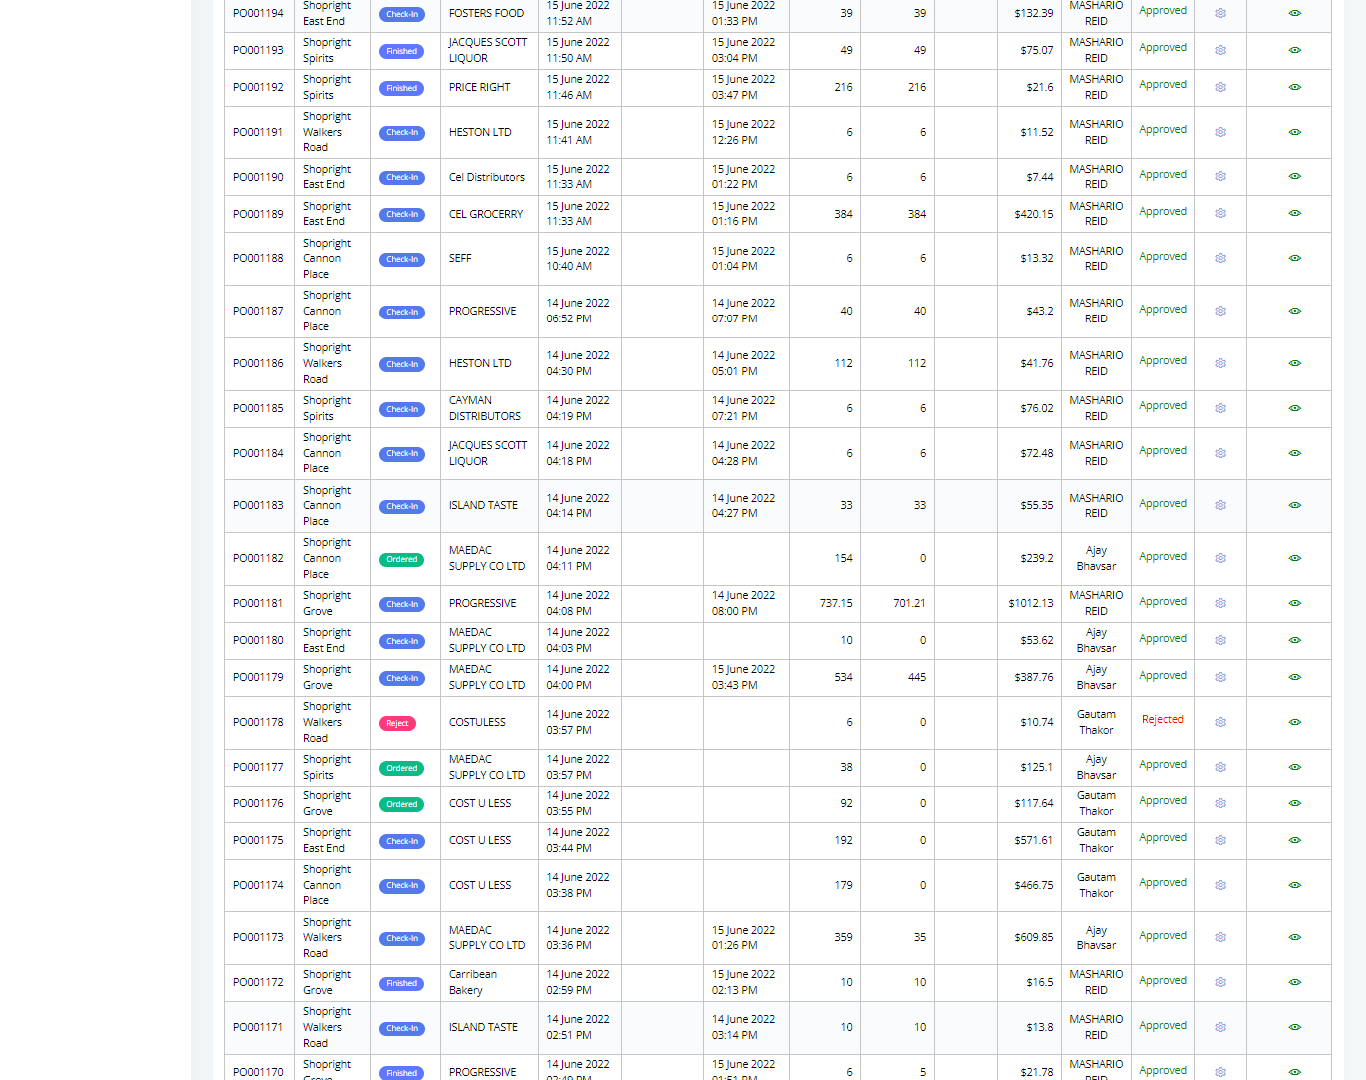 PO001194 Shopright East End Check-In FOSTERS FOOD 15 June 2022 11:52 AM 15 June 2022 01:33 PM 39 39 $132.39 MASHARIO REID Approved
PO001193 Shopright Spirits Finished JACQUES SCOTT LIQUOR 15 June 2022 11:50 AM 15 June 2022 03:04 PM 49 49 $75.07 MASHARIO REID Approved
PO001192 Shopright Spirits Finished PRICE RIGHT 15 June 2022 11:46 AM 15 June 2022 03:47 PM 216 216 $21.6 MASHARIO REID Approved
PO001191 Shopright Walkers Road Check-In HESTON LTD 15 June 2022 11:41 AM 15 June 2022 12:26 PM 6 6 $11.52 MASHARIO REID Approved
PO001190 Shopright East End Check-In Cel Distributors 15 June 2022 11:33 AM 15 June 2022 01:22 PM 6 6 $7.44 MASHARIO REID Approved
PO001189 Shopright East End Check-In CEL GROCERRY 15 June 2022 11:33 AM 15 June 2022 01:16 PM 384 384 $420.15 MASHARIO REID Approved
PO001188 Shopright Cannon Place Check-In SEFF 15 June 2022 10:40 AM 15 June 2022 01:04 PM 6 6 $13.32 MASHARIO REID Approved
PO001187 Shopright Cannon Place Check-In PROGRESSIVE 14 June 2022 06:52 PM 14 June 2022 07:07 PM 40 40 $43.2 MASHARIO REID Approved
PO001186 Shopright Walkers Road Check-In HESTON LTD 14 June 2022 04:30 PM 14 June 2022 05:01 PM 112 112 $41.76 MASHARIO REID Approved
PO001185 Shopright Spirits Check-In CAYMAN DISTRIBUTORS 14 June 2022 04:19 PM 14 June 2022 07:21 PM 6 6 $76.02 MASHARIO REID Approved
PO001184 Shopright Cannon Place Check-In JACQUES SCOTT LIQUOR 14 June 2022 04:18 PM 14 June 2022 04:28 PM 6 6 $72.48 MASHARIO REID Approved
PO001183 Shopright Cannon Place Check-In ISLAND TASTE 14 June 2022 04:14 PM 14 June 2022 04:27 PM 33 33 $55.35 MASHARIO REID Approved
PO001182 Shopright Cannon Place Ordered MAEDAC SUPPLY CO LTD 14 June 2022 04:11 PM 154 0 $239.2 Ajay Bhavsar Approved
PO001181 Shopright Grove Check-In PROGRESSIVE 14 June 2022 04:08 PM 14 June 2022 08:00 PM 737.15 701.21 $1012.13 MASHARIO REID Approved
PO001180 Shopright East End Check-In MAEDAC SUPPLY CO LTD 14 June 2022 04:03 PM 10 0 $53.62 Ajay Bhavsar Approved
PO001179 Shopright Grove Check-In MAEDAC SUPPLY CO LTD 14 June 2022 04:00 PM 15 June 2022 03:43 PM 534 445 $387.76 Ajay Bhavsar Approved
PO001178 Shopright Walkers Road Reject COSTULESS 14 June 2022 03:57 PM 6 0 $10.74 Gautam Thakor Rejected
PO001177 Shopright Spirits Ordered MAEDAC SUPPLY CO LTD 14 June 2022 03:57 PM 38 0 $125.1 Ajay Bhavsar Approved
PO001176 Shopright Grove Ordered COST U LESS 14 June 2022 03:55 PM 92 0 $117.64 Gautam Thakor Approved
PO001175 Shopright East End Check-In COST U LESS 14 June 2022 03:44 PM 192 0 $571.61 Gautam Thakor Approved
PO001174 Shopright Cannon Place Check-In COST U LESS 14 June 2022 03:38 PM 179 0 $466.75 Gautam Thakor Approved
PO001173 Shopright Walkers Road Check-In MAEDAC SUPPLY CO LTD 14 June 2022 03:36 PM 15 June 2022 01:26 PM 359 35 $609.85 Ajay Bhavsar Approved
PO001172 Shopright Grove Finished Carribean Bakery 14 June 2022 02:59 PM 15 June 2022 02:13 PM 10 10 $16.5 MASHARIO REID Approved
PO001171 Shopright Walkers Road Check-In ISLAND TASTE 14 June 2022 02:51 PM 14 June 2022 03:14 PM 10 10 $13.8 MASHARIO REID Approved
PO001170 Shopright Grove Finished PROGRESSIVE 14 June 2022 02:49 PM 15 June 2022 01:51 PM 6 5 $21.78 MASHARIO REID Approved